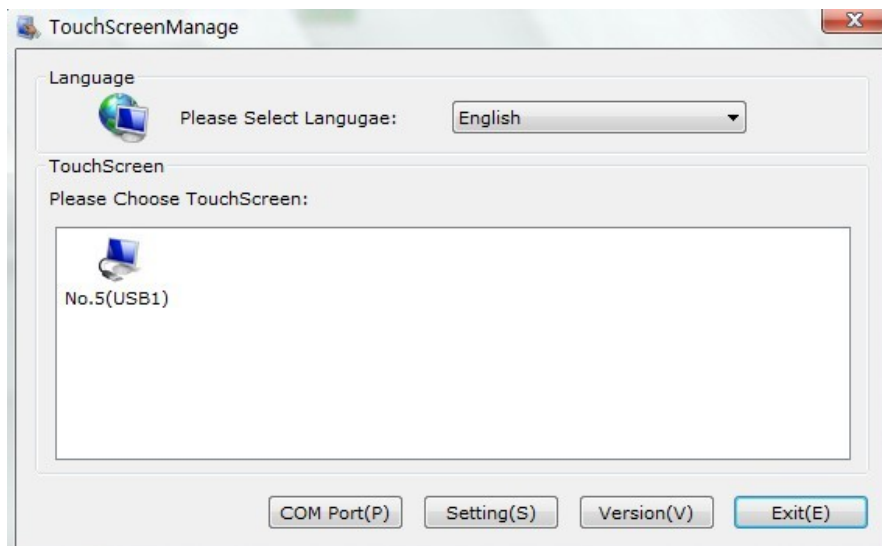 TouchScreenManage
Language
Please Select Langugae:
English
TouchScreen
Please Choose TouchScreen:
No.5(USB1)
COM Port(P)
Setting(S)
Version(V)
Exit(E)